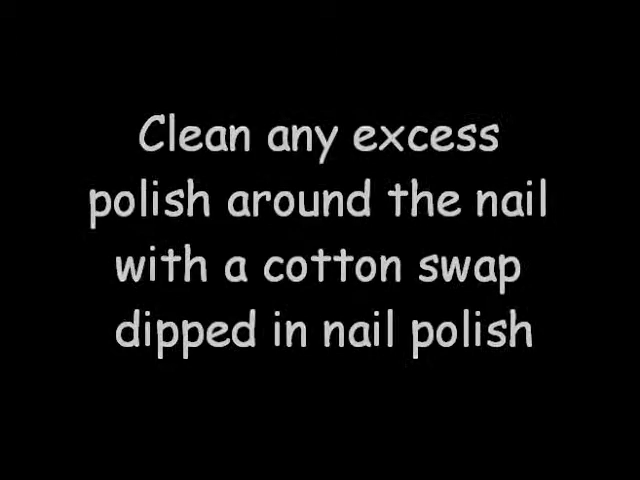 Clean any excess
polish around the nail
with a cotton swap
dipped in nail polish